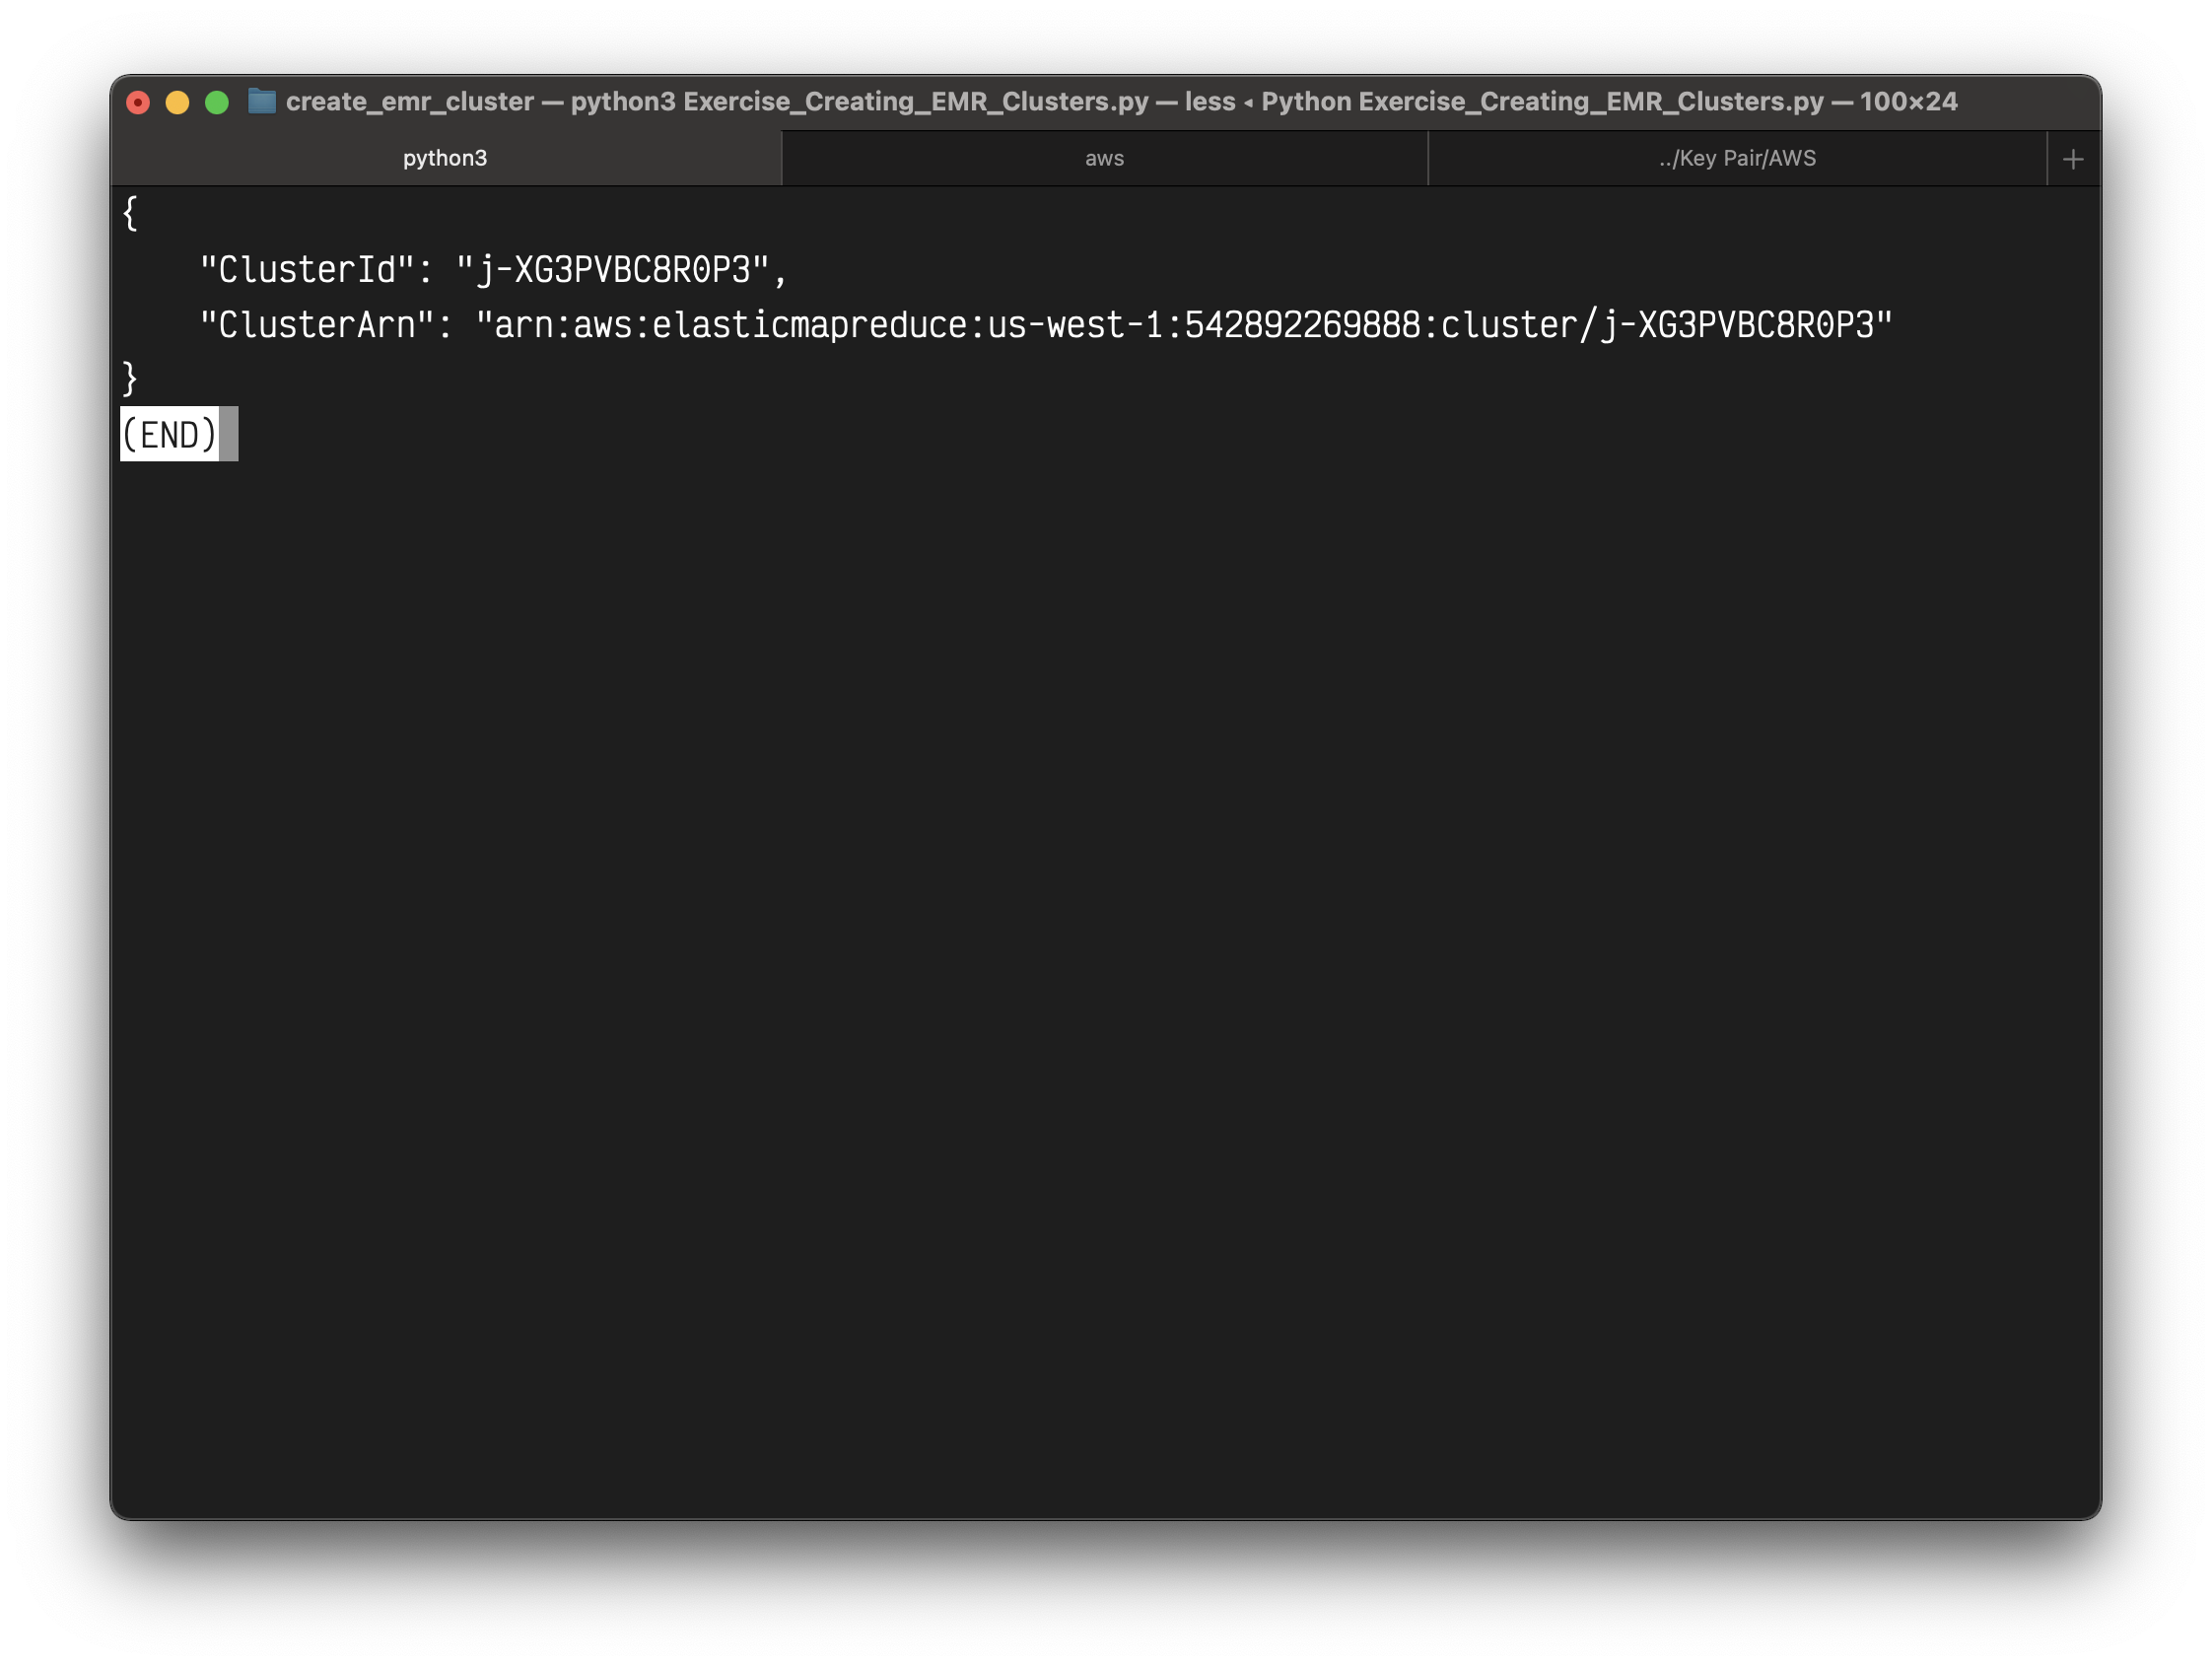 create_emr_cluster — python3 Exercise_Creating_EMR_Clusters.py — less ◂ Python Exercise_Creating_EMR_Clusters.py — 100×24
python3 aws ../Key Pair/AWS +
{
    "ClusterId": "j-XG3PVBC8R0P3",
    "ClusterArn": "arn:aws:elasticmapreduce:us-west-1:542892269888:cluster/j-XG3PVBC8R0P3"
}
(END)